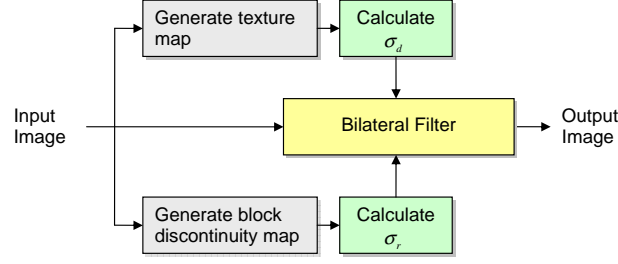 Generate texture
map
Calculate
σd
Input
Image
Bilateral Filter
Output
Image
Generate block
discontinuity map
Calculate
σr